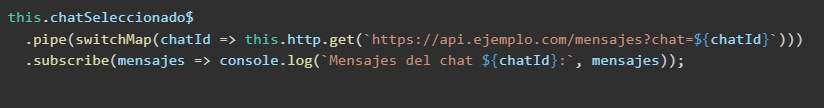 this.chatSeleccionado$
.pipe(switchMap(chatId => this.http.get(`https://api.ejemplo.com/mensajes?chat=${chatId}`)))
.subscribe(mensajes => console.log(`Mensajes del chat ${chatId}:`, mensajes));